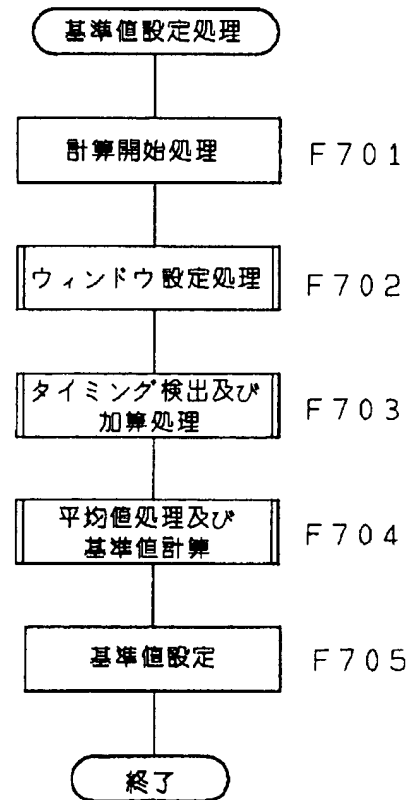 基準値設定処理
計算開始処理 F701
ウィンドウ設定処理 F702
タイミング検出及び
加算処理 F703
平均値処理及び
基準値計算 F704
基準値設定 F705
終了